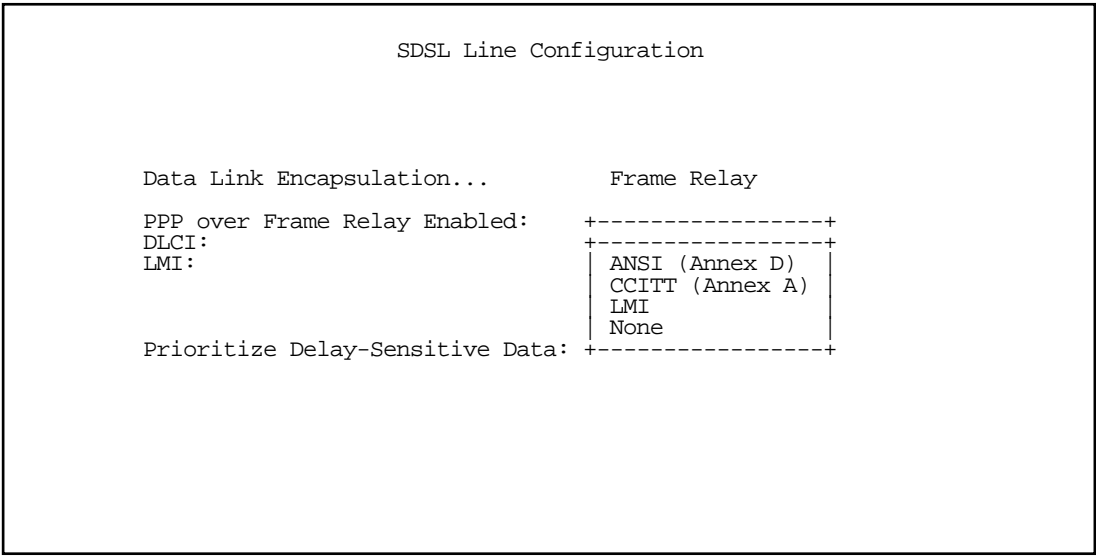 SDSL Line Configuration
Data Link Encapsulation... Frame Relay
PPP over Frame Relay Enabled: +-----------------+
DLCI: +-----------------+
LMI: | ANSI (Annex D) |
| CCITT (Annex A) |
| LMI |
| None |
Prioritize Delay-Sensitive Data: +-----------------+